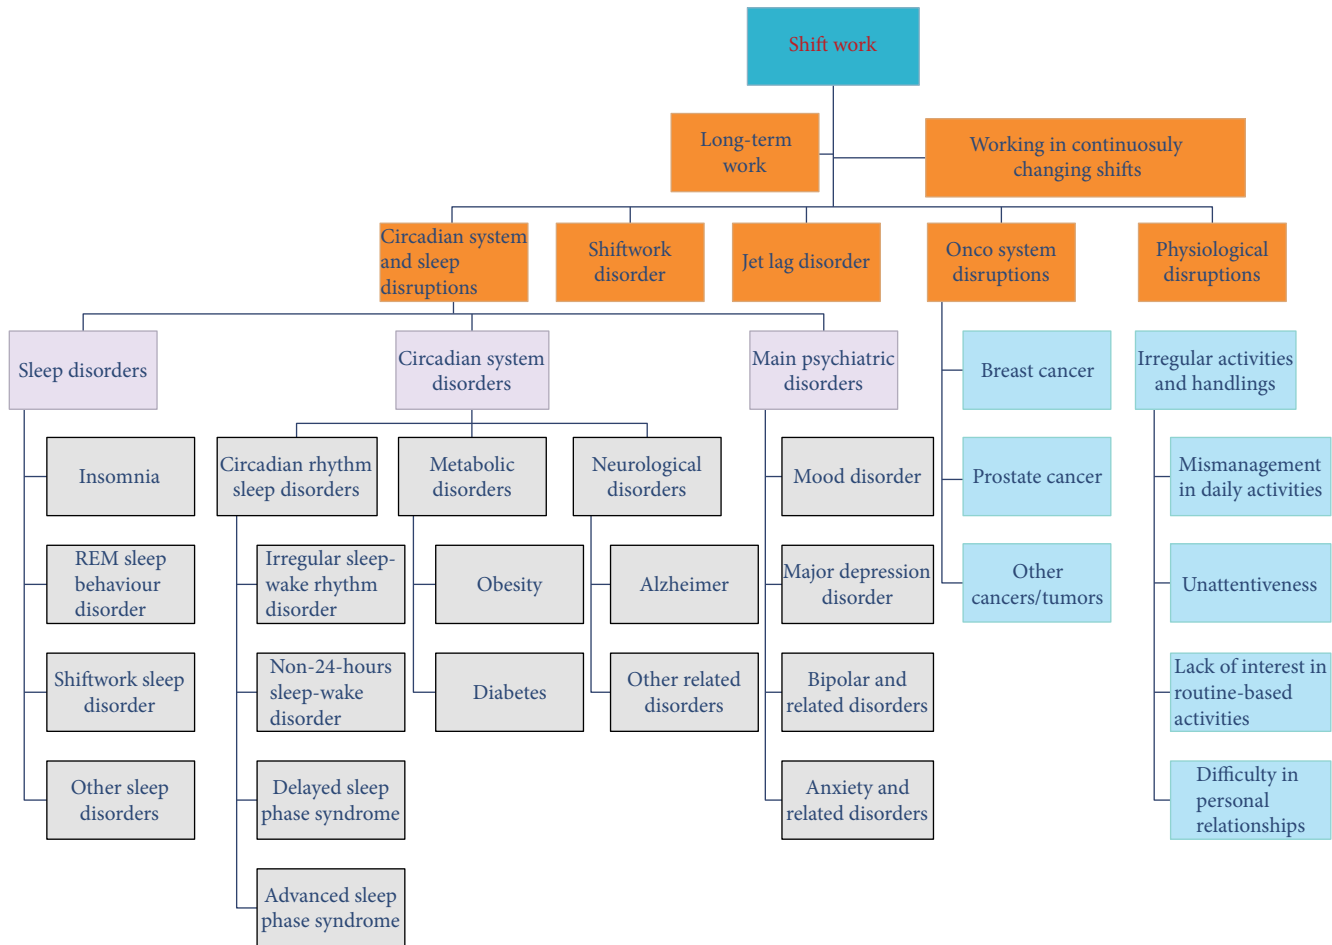 Shift work
Long-term
work
Working in continuosuly
changing shifts
Circadian system
and sleep
disruptions
Shiftwork
disorder
Jet lag disorder
Onco system
disruptions
Physiological
disruptions
Sleep disorders
Circadian system
disorders
Main psychiatric
disorders
Breast cancer
Irregular activities
and handlings
Insomnia
Circadian rhythm
sleep disorders
Metabolic
disorders
Neurological
disorders
Mood disorder
Prostate cancer
Mismanagement
in daily activities
REM sleep
behaviour
disorder
Irregular sleep-
wake rhythm
disorder
Obesity
Alzheimer
Major depression
disorder
Other
cancers/tumors
Unattentiveness
Shiftwork sleep
disorder
Non-24-hours
sleep-wake
disorder
Diabetes
Other related
disorders
Bipolar and
related disorders
Lack of interest in
routine-based
activities
Other sleep
disorders
Delayed sleep
phase syndrome
Anxiety and
related disorders
Difficulty in
personal
relationships
Advanced sleep
phase syndrome